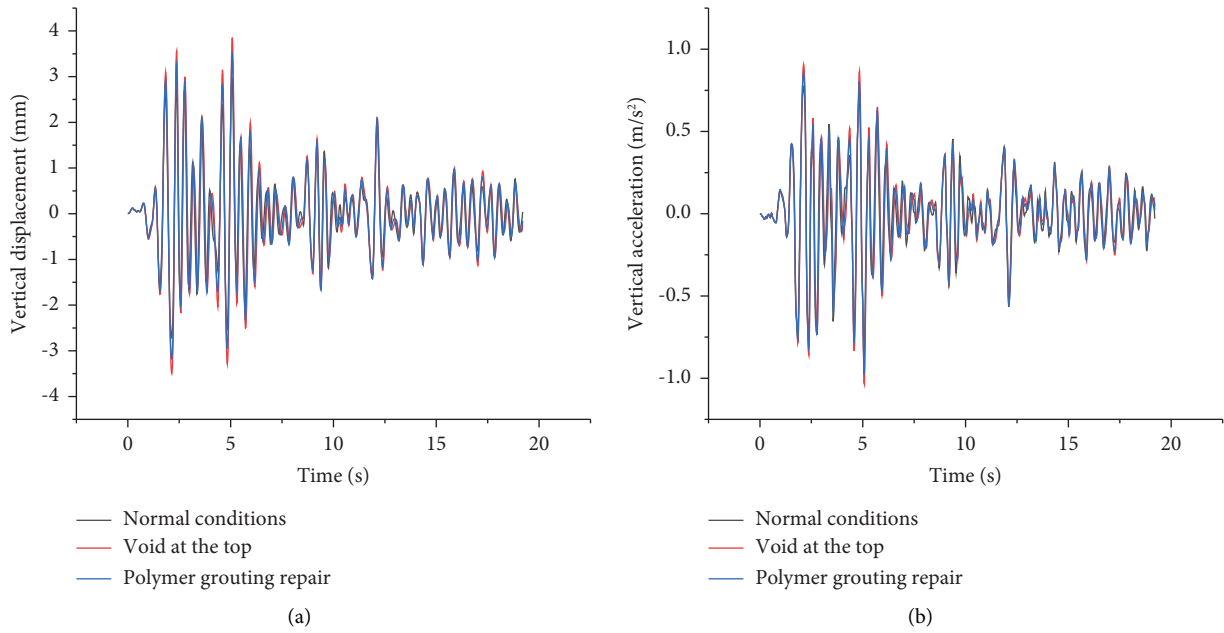 4
3
2
1
0
-1
-2
-3
-4
Vertical displacement (mm)
0
5
10
15
20
Time (s)
Normal conditions
Void at the top
Polymer grouting repair
(a)
1.0
0.5
0.0
-0.5
-1.0
Vertical acceleration (m/s²)
0
5
10
15
20
Time (s)
Normal conditions
Void at the top
Polymer grouting repair
(b)